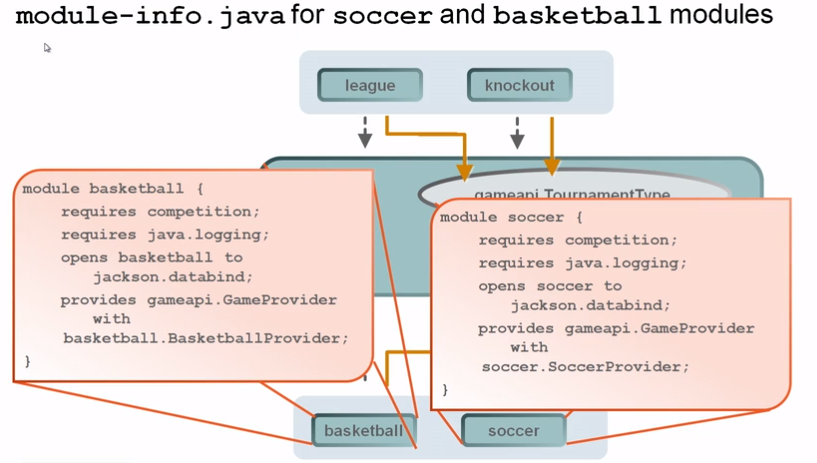 module-info.java for soccer and basketball modules
league
knockout
gameapi.TournamentType
module basketball {
requires competition;
requires java.logging;
opens basketball to
jackson.databind;
provides gameapi.GameProvider
with
basketball.BasketballProvider;
}
module soccer {
requires competition;
requires java.logging;
opens soccer to
jackson.databind;
provides gameapi.GameProvider
with
soccer.SoccerProvider;
}
basketball
soccer